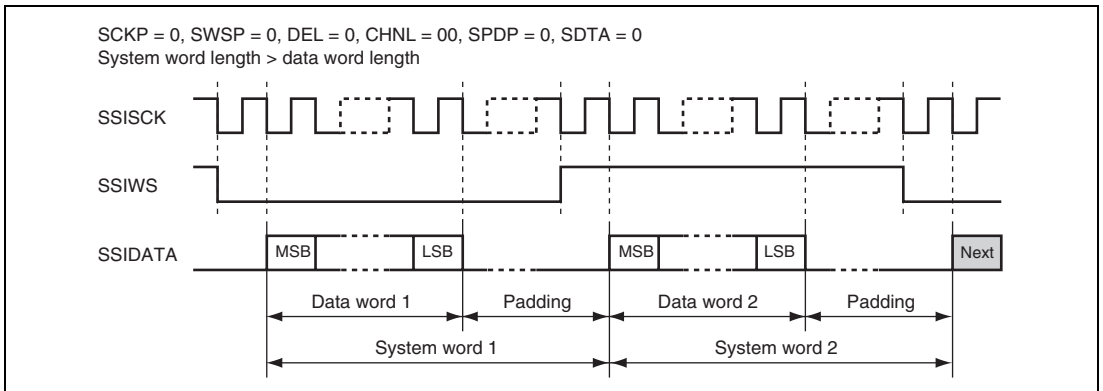 SCKP = 0, SWSP = 0, DEL = 0, CHNL = 00, SPDP = 0, SDTA = 0
System word length > data word length
SSISCK
SSIWS
SSIDATA MSB LSB MSB LSB Next
Data word 1 Padding Data word 2 Padding
System word 1 System word 2